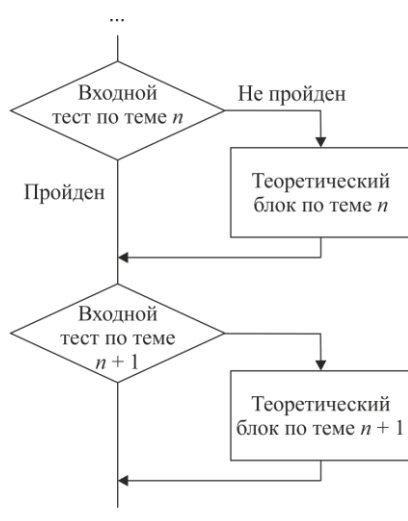 ...
Входной
тест по теме n
Не пройден
Пройден
Теоретический
блок по теме n
Входной
тест по теме
n + 1
Теоретический
блок по теме n + 1